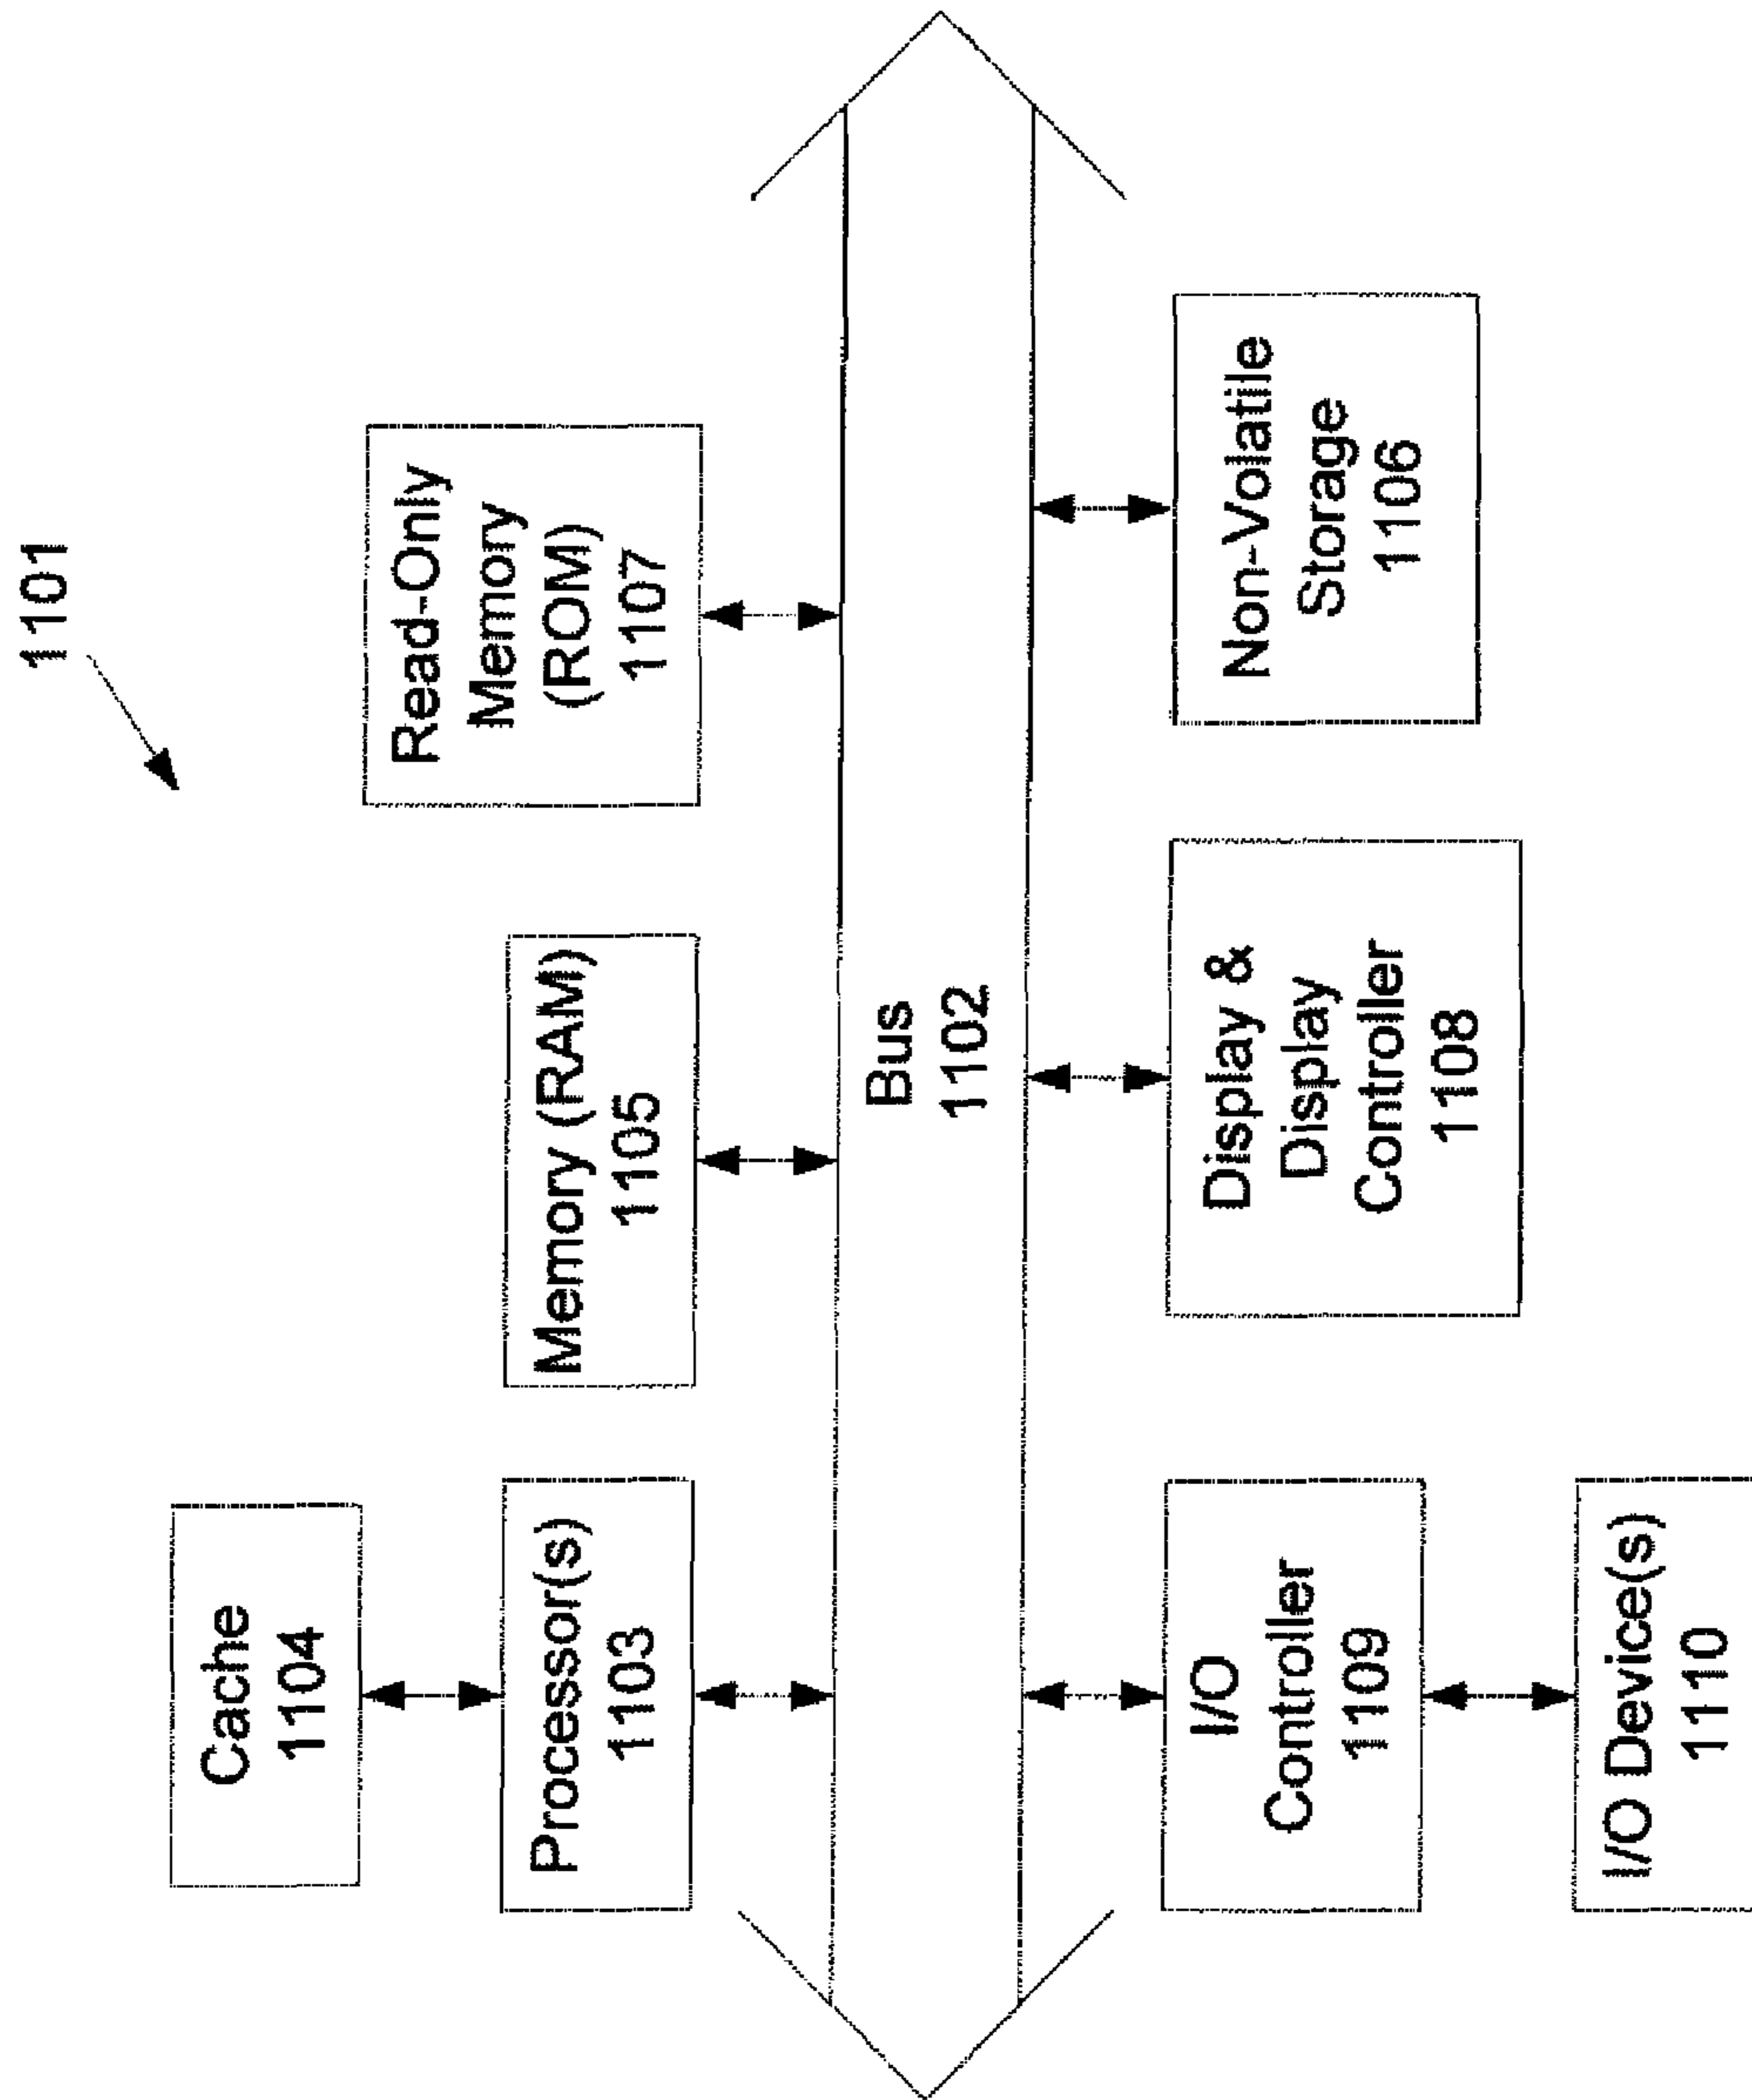 1101
Cache
1104
Processor(s)
1103
Memory (RAM)
1105
Read-Only
Memory
(ROM)
1107
Bus
1102
I/O
Controller
1109
Display &
Display
Controller
1108
Non-Volatile
Storage
1106
I/O Device(s)
1110